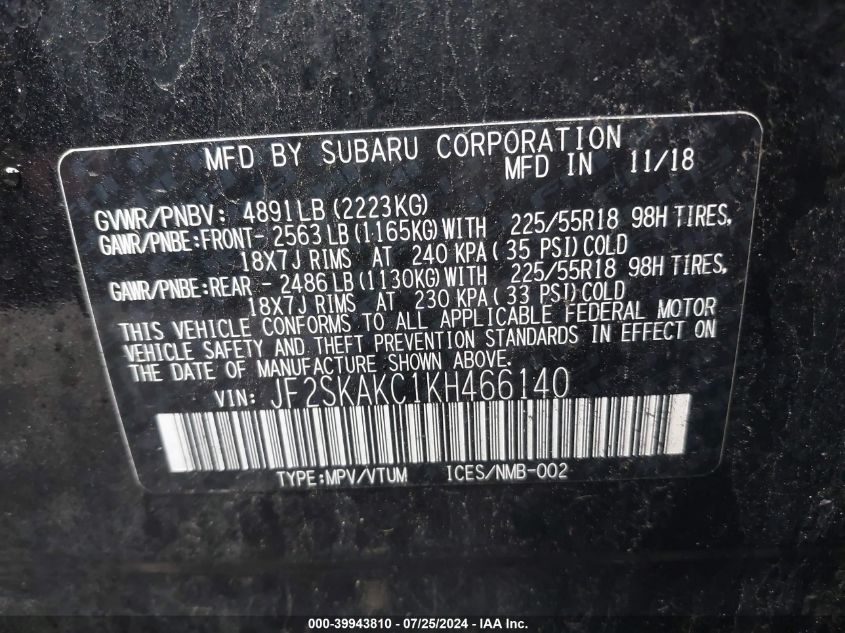 MFD BY SUBARU CORPORATION
MFD IN 11/18
GVWR/PNBV: 4891LB (2223KG)
GAWR/PNBE:FRONT- 2563LB (1165KG) WITH 225/55R18 98H TIRES,
18X7J RIMS AT 240 KPA ( 35 PSI) COLD
GAWR/PNBE:REAR - 2486LB (1130KG) WITH 225/55R18 98H TIRES,
18X7J RIMS AT 230 KPA ( 33 PSI) COLD
THIS VEHICLE CONFORMS TO ALL APPLICABLE FEDERAL MOTOR
VEHICLE SAFETY AND THEFT PREVENTION STANDARDS IN EFFECT ON
THE DATE OF MANUFACTURE SHOWN ABOVE.
VIN: JF2SKAKC1KH466140
TYPE:MPV/VTUM ICES/NMB-002
000-39943810 - 07/25/2024 - IAA Inc.